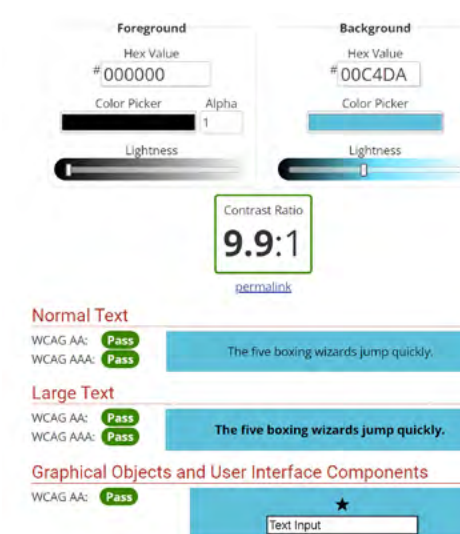 Foreground Background
Hex Value Hex Value
#000000 #00C4DA
Color Picker Alpha Color Picker
1
Lightness Lightness
Contrast Ratio
9.9:1
permalink
Normal Text
WCAG AA: Pass
WCAG AAA: Pass
The five boxing wizards jump quickly.
Large Text
WCAG AA: Pass
WCAG AAA: Pass
The five boxing wizards jump quickly.
Graphical Objects and User Interface Components
WCAG AA: Pass
★
Text Input